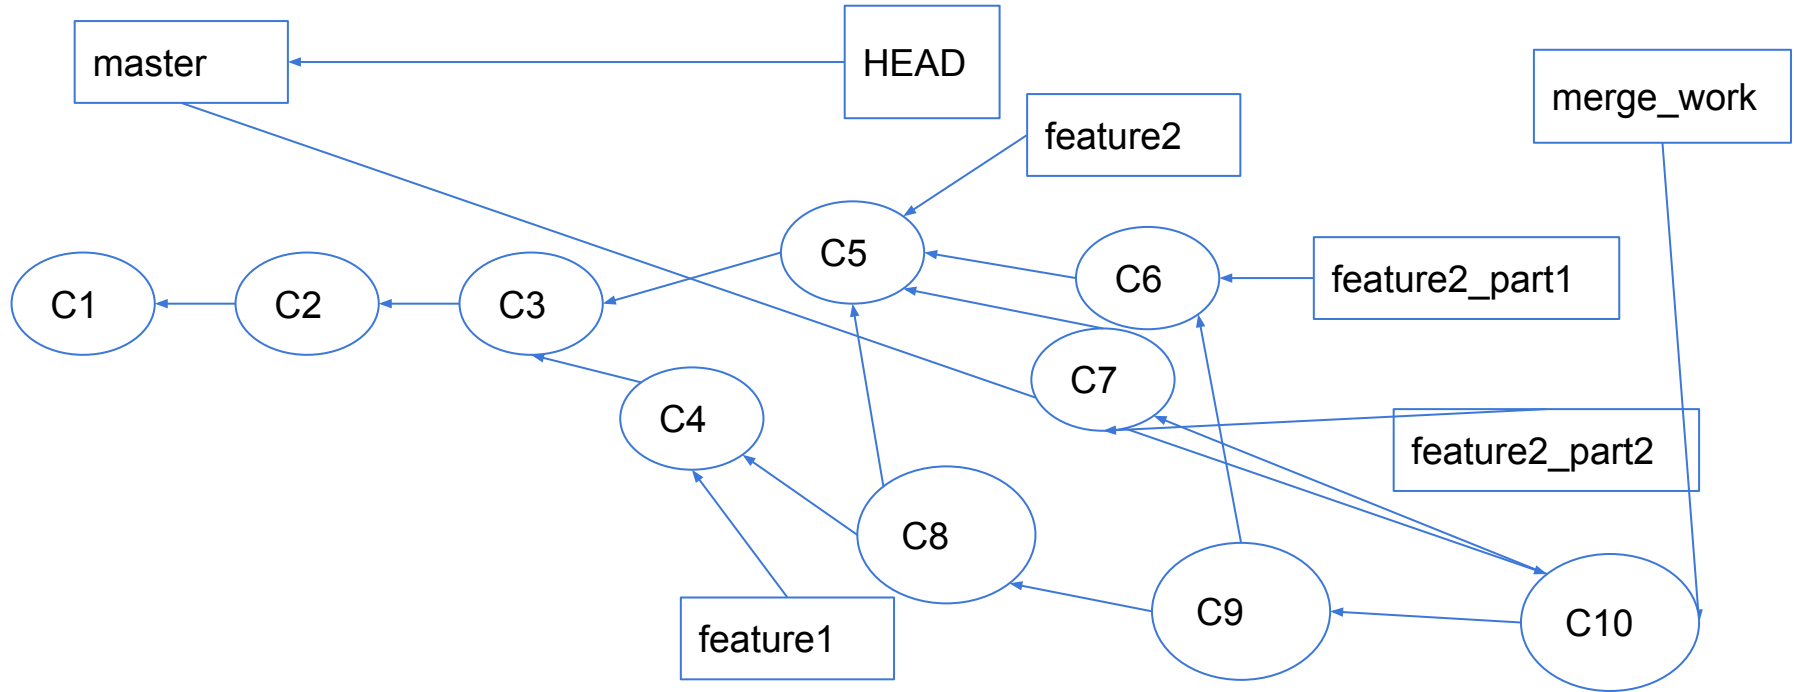 master
HEAD
merge_work
feature2
C5
C6
feature2_part1
C1
C2
C3
C7
C4
feature2_part2
C8
C9
C10
feature1